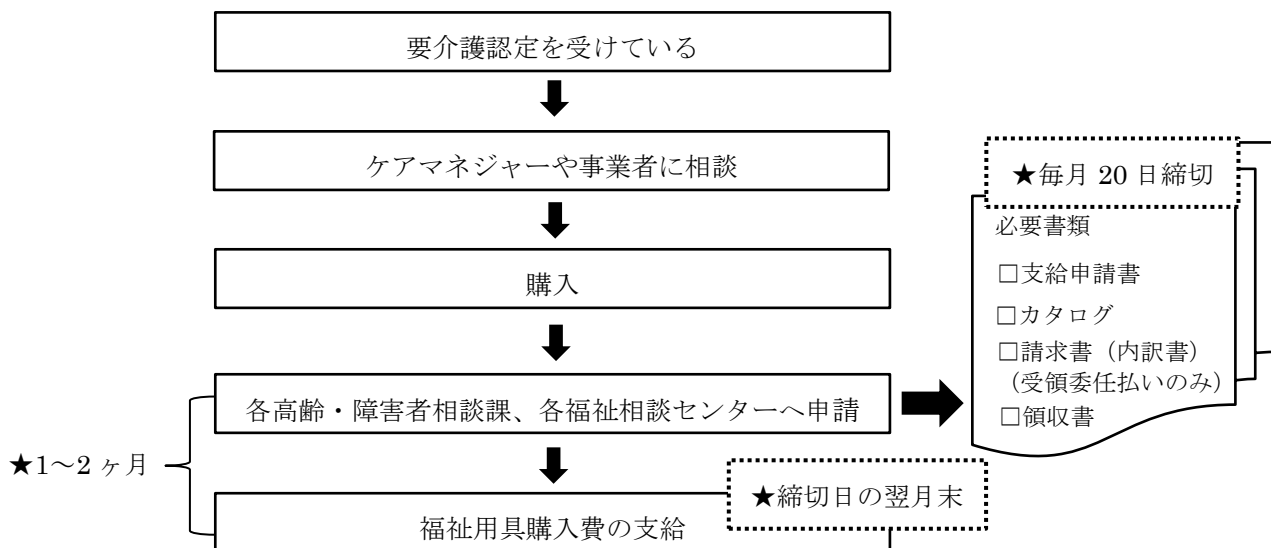 要介護認定を受けている
ケアマネジャーや事業者に相談
購入
各高齢・障害者相談課、各福祉相談センターへ申請
★毎月 20 日締切
必要書類
□支給申請書
□カタログ
□請求書（内訳書）
（受領委任払いのみ）
□領収書
★1～2 ヶ月
★締切日の翌月末
福祉用具購入費の支給